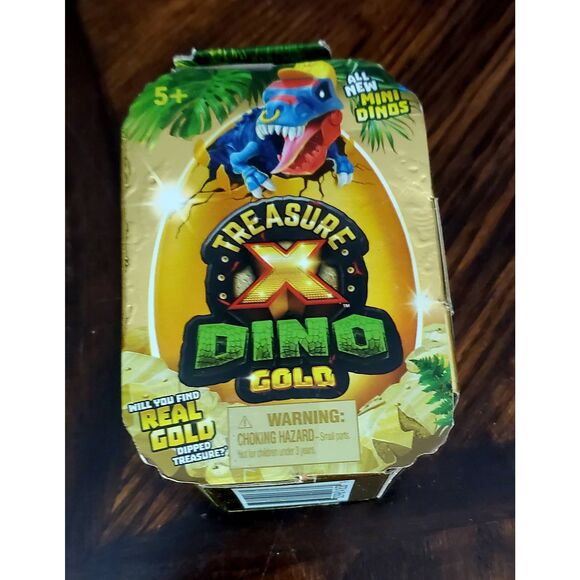 5+
ALL
NEW
MINI
DINOS
TREASURE
X
™
DINO
GOLD
WILL YOU FIND
REAL
GOLD
DIPPED
TREASURE?
WARNING:
CHOKING HAZARD–Small parts.
Not for children under 3 years.